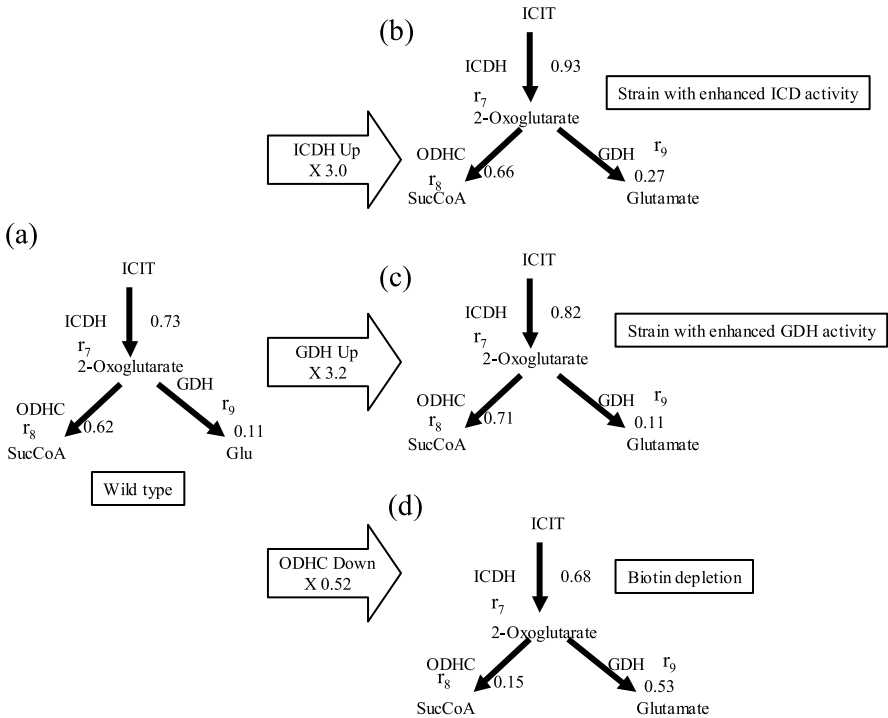 (a)
ICIT
ICDH 0.73
r7
2-Oxoglutarate
GDH
ODHC r9
r8 0.62 0.11
SucCoA Glu
Wild type
ICDH Up
X 3.0
(b)
ICIT
ICDH 0.93
Strain with enhanced ICD activity
r7
2-Oxoglutarate
ODHC GDH r9
r8 0.66 0.27
SucCoA Glutamate
GDH Up
X 3.2
(c)
ICIT
ICDH 0.82
Strain with enhanced GDH activity
r7
2-Oxoglutarate
ODHC GDH r9
r8 0.71 0.11
SucCoA Glutamate
ODHC Down
X 0.52
(d)
ICIT
ICDH 0.68
Biotin depletion
r7
2-Oxoglutarate
ODHC GDH r9
r8 0.15 0.53
SucCoA Glutamate